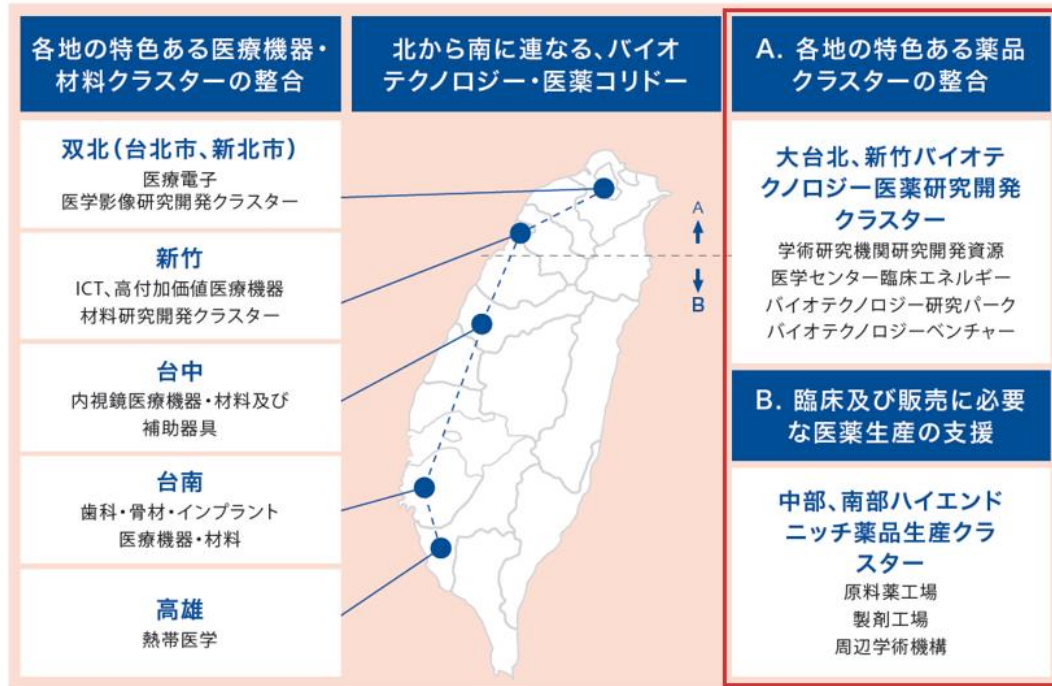 各地の特色ある医療機器・
材料クラスターの整合
双北(台北市、新北市)
医療電子
医学影像研究開発クラスター
新竹
ICT、高付加価値医療機器
材料研究開発クラスター
台中
内視鏡医療機器・材料及び
補助器具
台南
歯科・骨材・インプラント
医療機器・材料
高雄
熱帯医学
北から南に連なる、バイオ
テクノロジー・医薬コリドー
A
B
A. 各地の特色ある薬品
クラスターの整合
大台北、新竹バイオテ
クノロジー医薬研究開発
クラスター
学術研究機関研究開発資源
医学センター臨床エネルギー
バイオテクノロジー研究パーク
バイオテクノロジーベンチャー
B. 臨床及び販売に必要
な医薬生産の支援
中部、南部ハイエンド
ニッチ薬品生産クラ
スター
原料薬工場
製剤工場
周辺学術機構